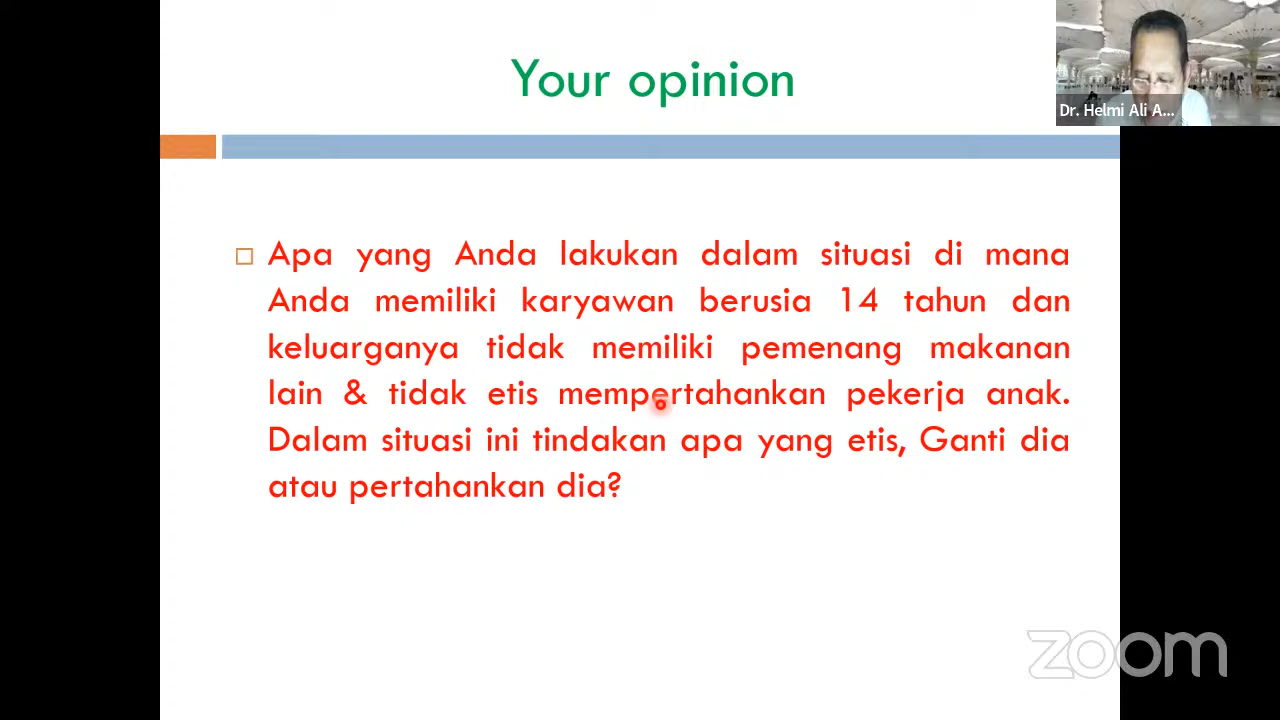 Your opinion
Dr. Helmi Ali A...
Apa yang Anda lakukan dalam situasi di mana
Anda memiliki karyawan berusia 14 tahun dan
keluarganya tidak memiliki pemenang makanan
lain & tidak etis mempertahankan pekerja anak.
Dalam situasi ini tindakan apa yang etis, Ganti dia
atau pertahankan dia?
zoom